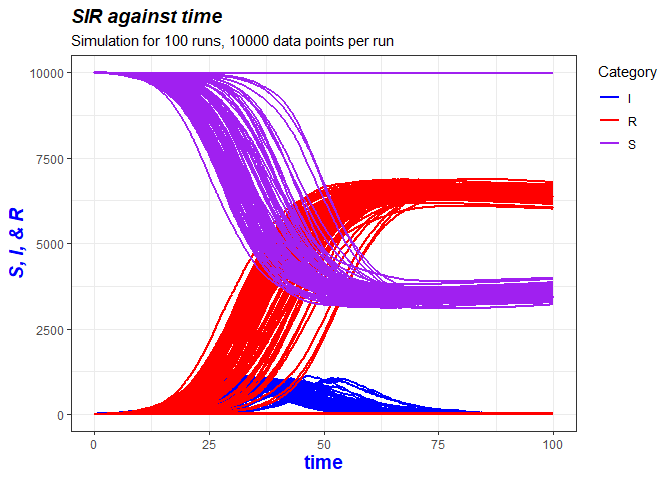 SIR against time
Simulation for 100 runs, 10000 data points per run
S, I, & R
10000
7500
5000
2500
0
0
25
50
75
100
time
Category
I
R
S